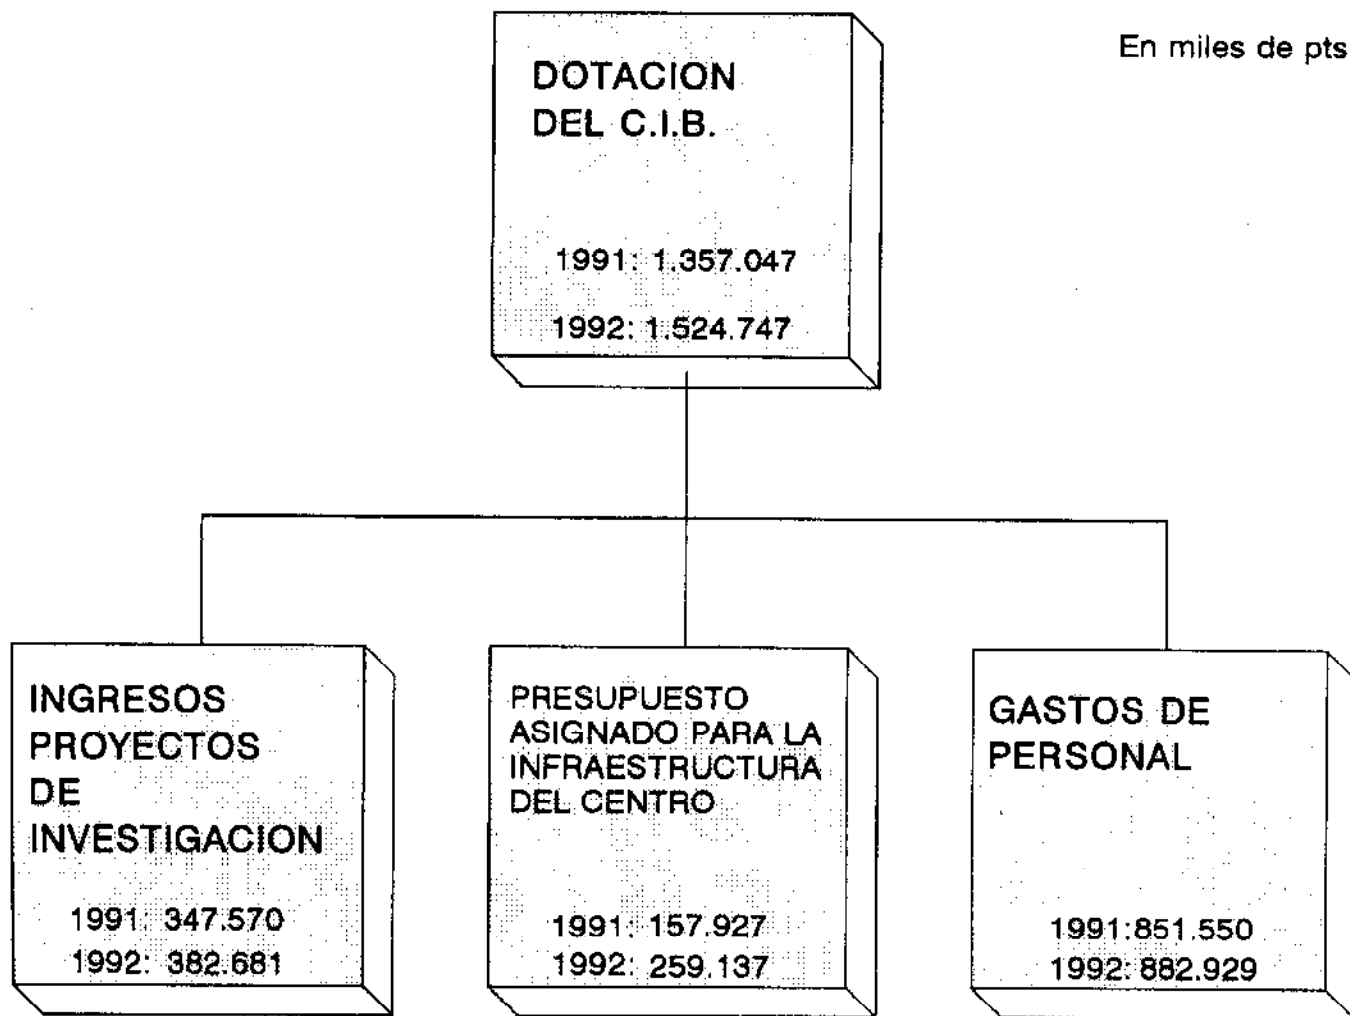 En miles de pts
DOTACION
DEL C.I.B.
1991: 1.357.047
1992: 1.524.747
INGRESOS
PROYECTOS
DE
INVESTIGACION
1991: 347.570
1992: 382.681
PRESUPUESTO
ASIGNADO PARA LA
INFRAESTRUCTURA
DEL CENTRO
1991: 157.927
1992: 259.137
GASTOS DE
PERSONAL
1991:851.550
1992: 882.929